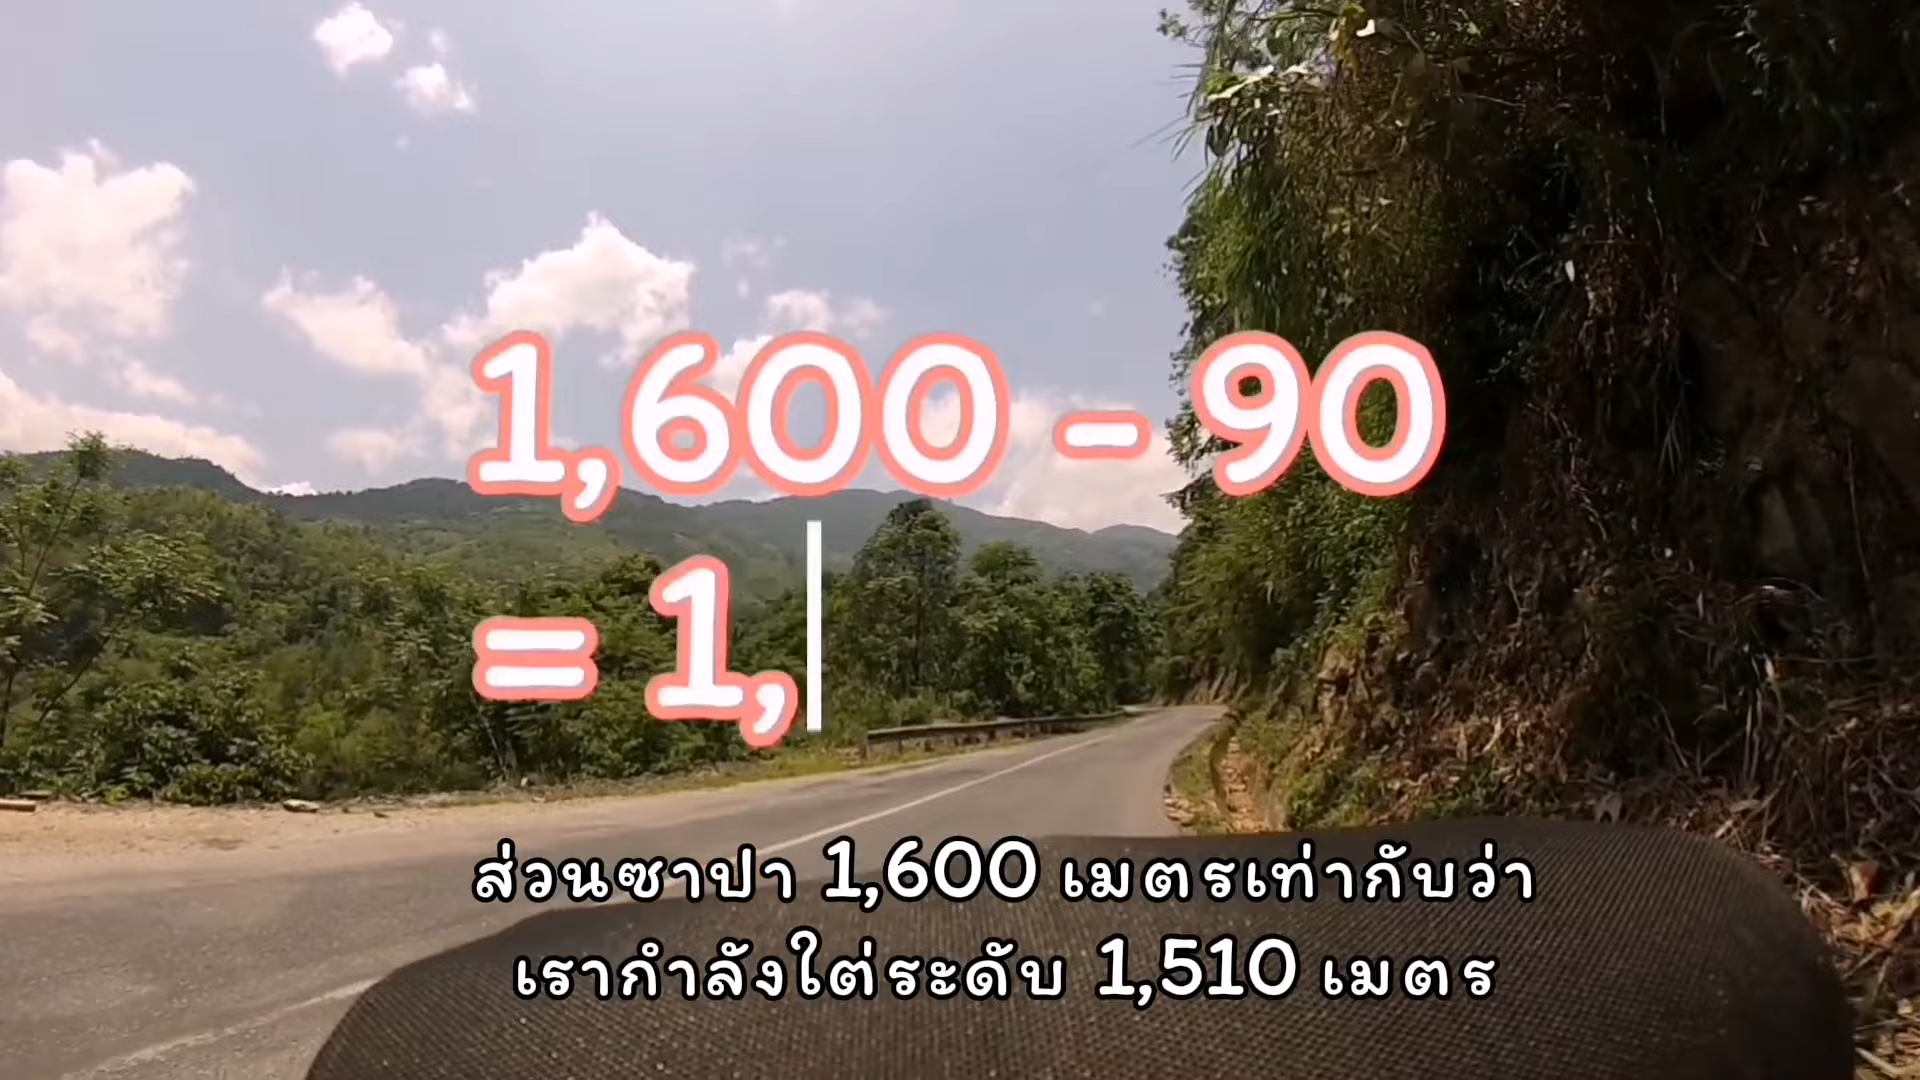 1,600 - 90
= 1,
ส่วนซาปา 1,600 เมตรเท่ากับว่า
เรากำลังใต่ระดับ 1,510 เมตร